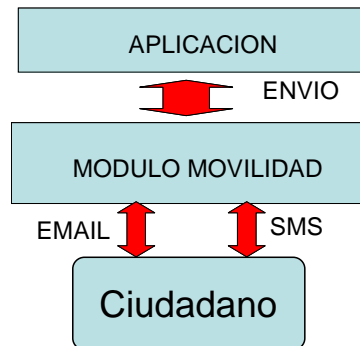 APLICACION
ENVIO
MODULO MOVILIDAD
EMAIL
SMS
Ciudadano